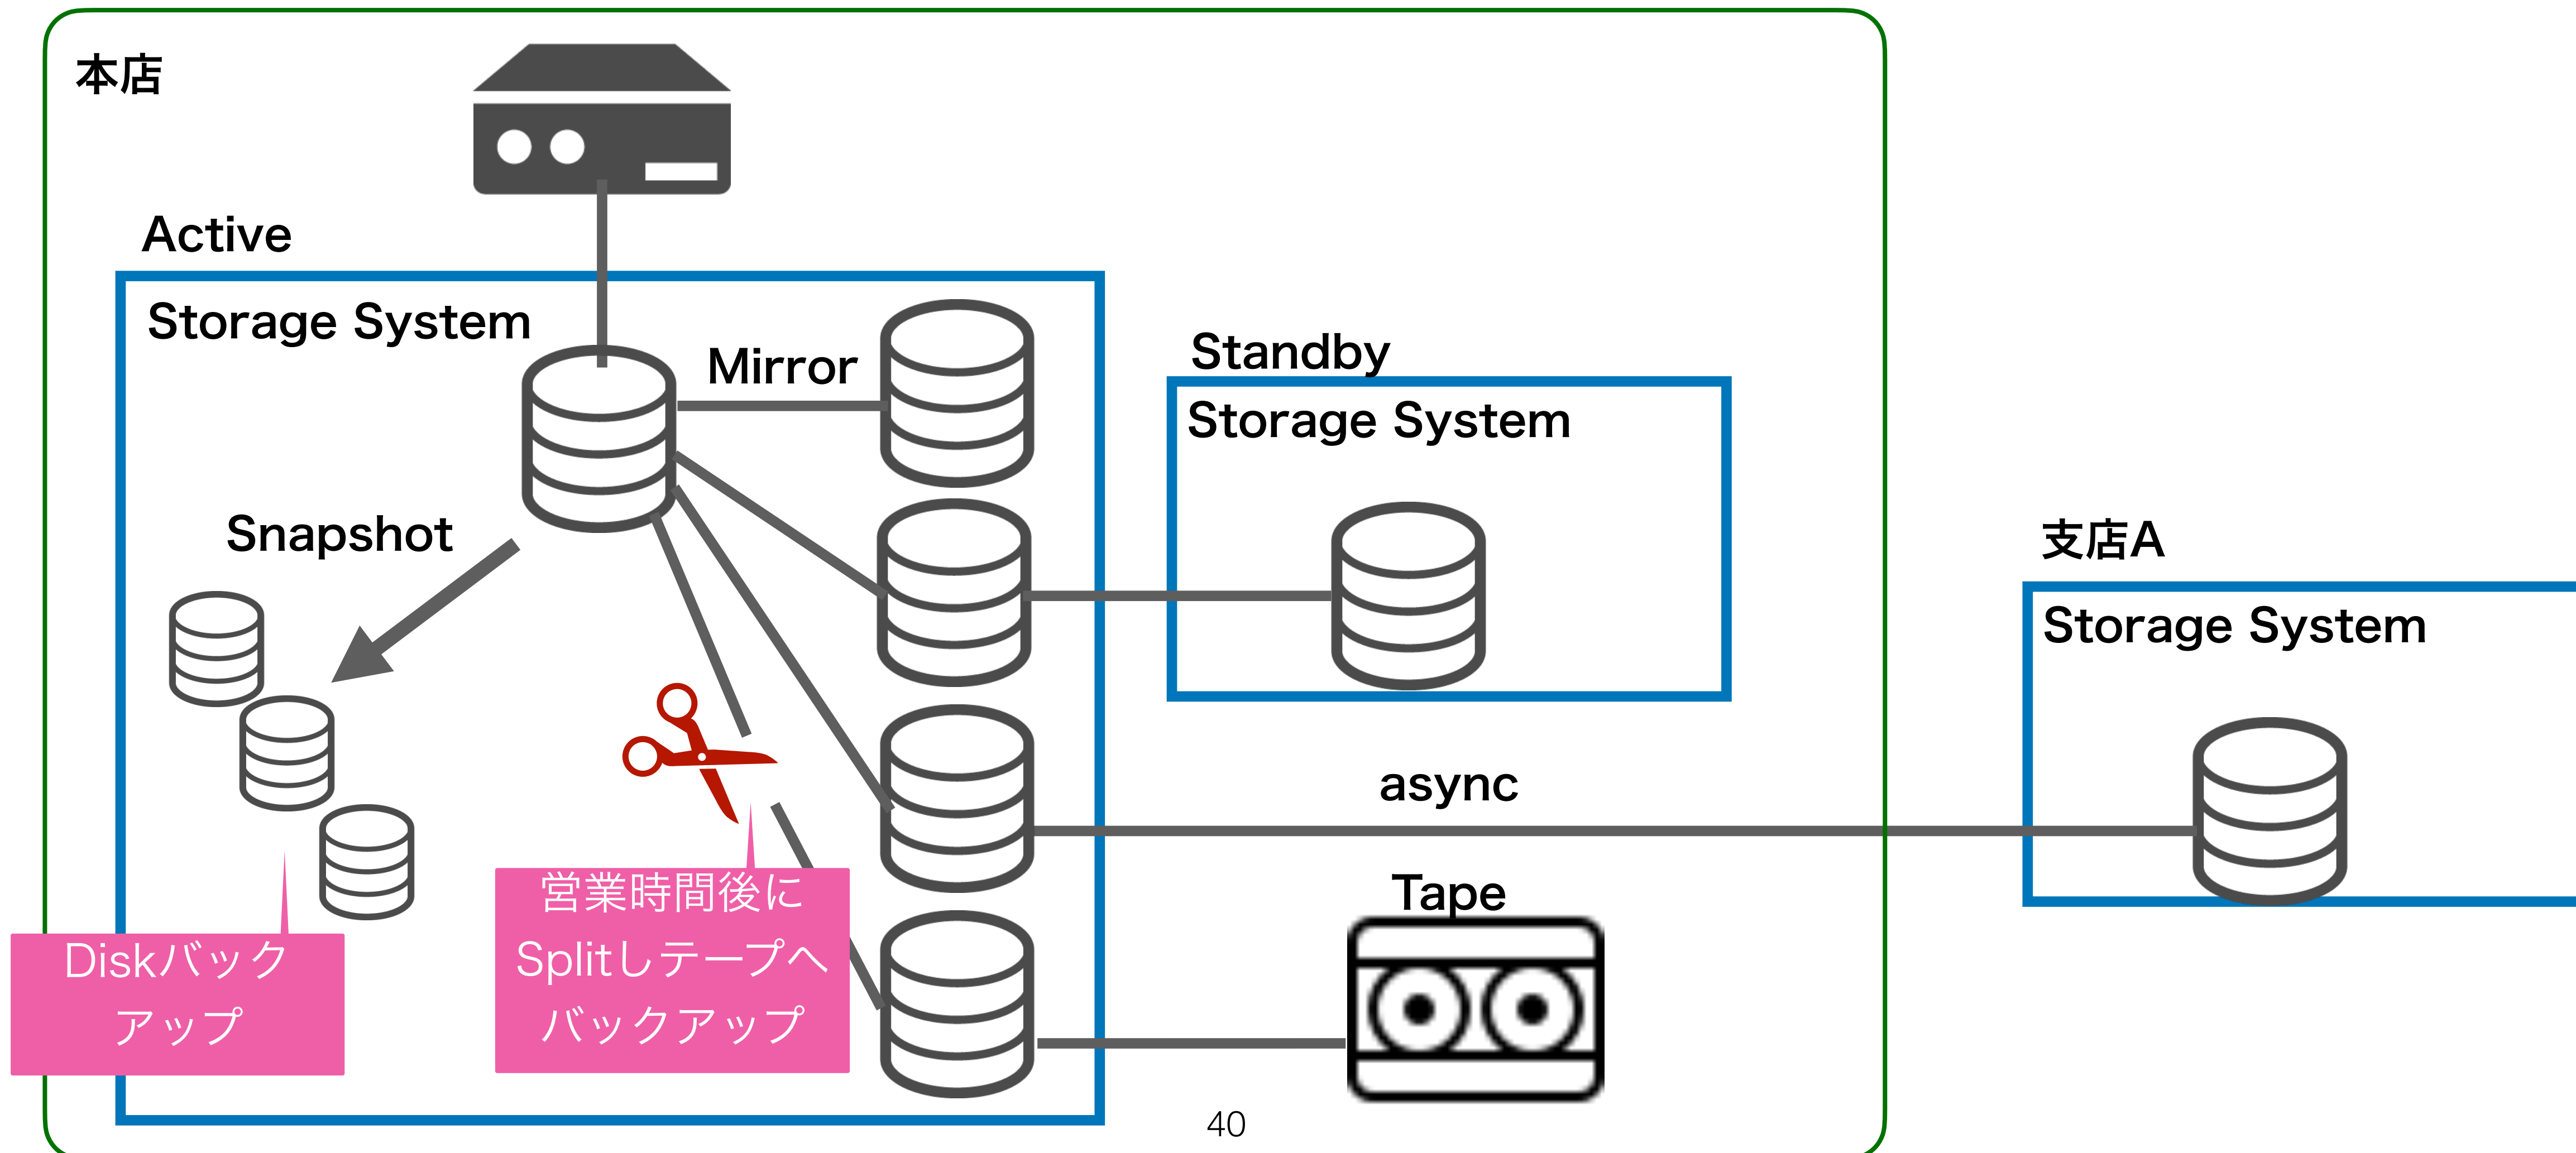 本店
Active
Storage System
Mirror
Snapshot
Standby
Storage System
支店A
Storage System
async
Tape
Diskバック
アップ
営業時間後に
Splitしテープへ
バックアップ
40